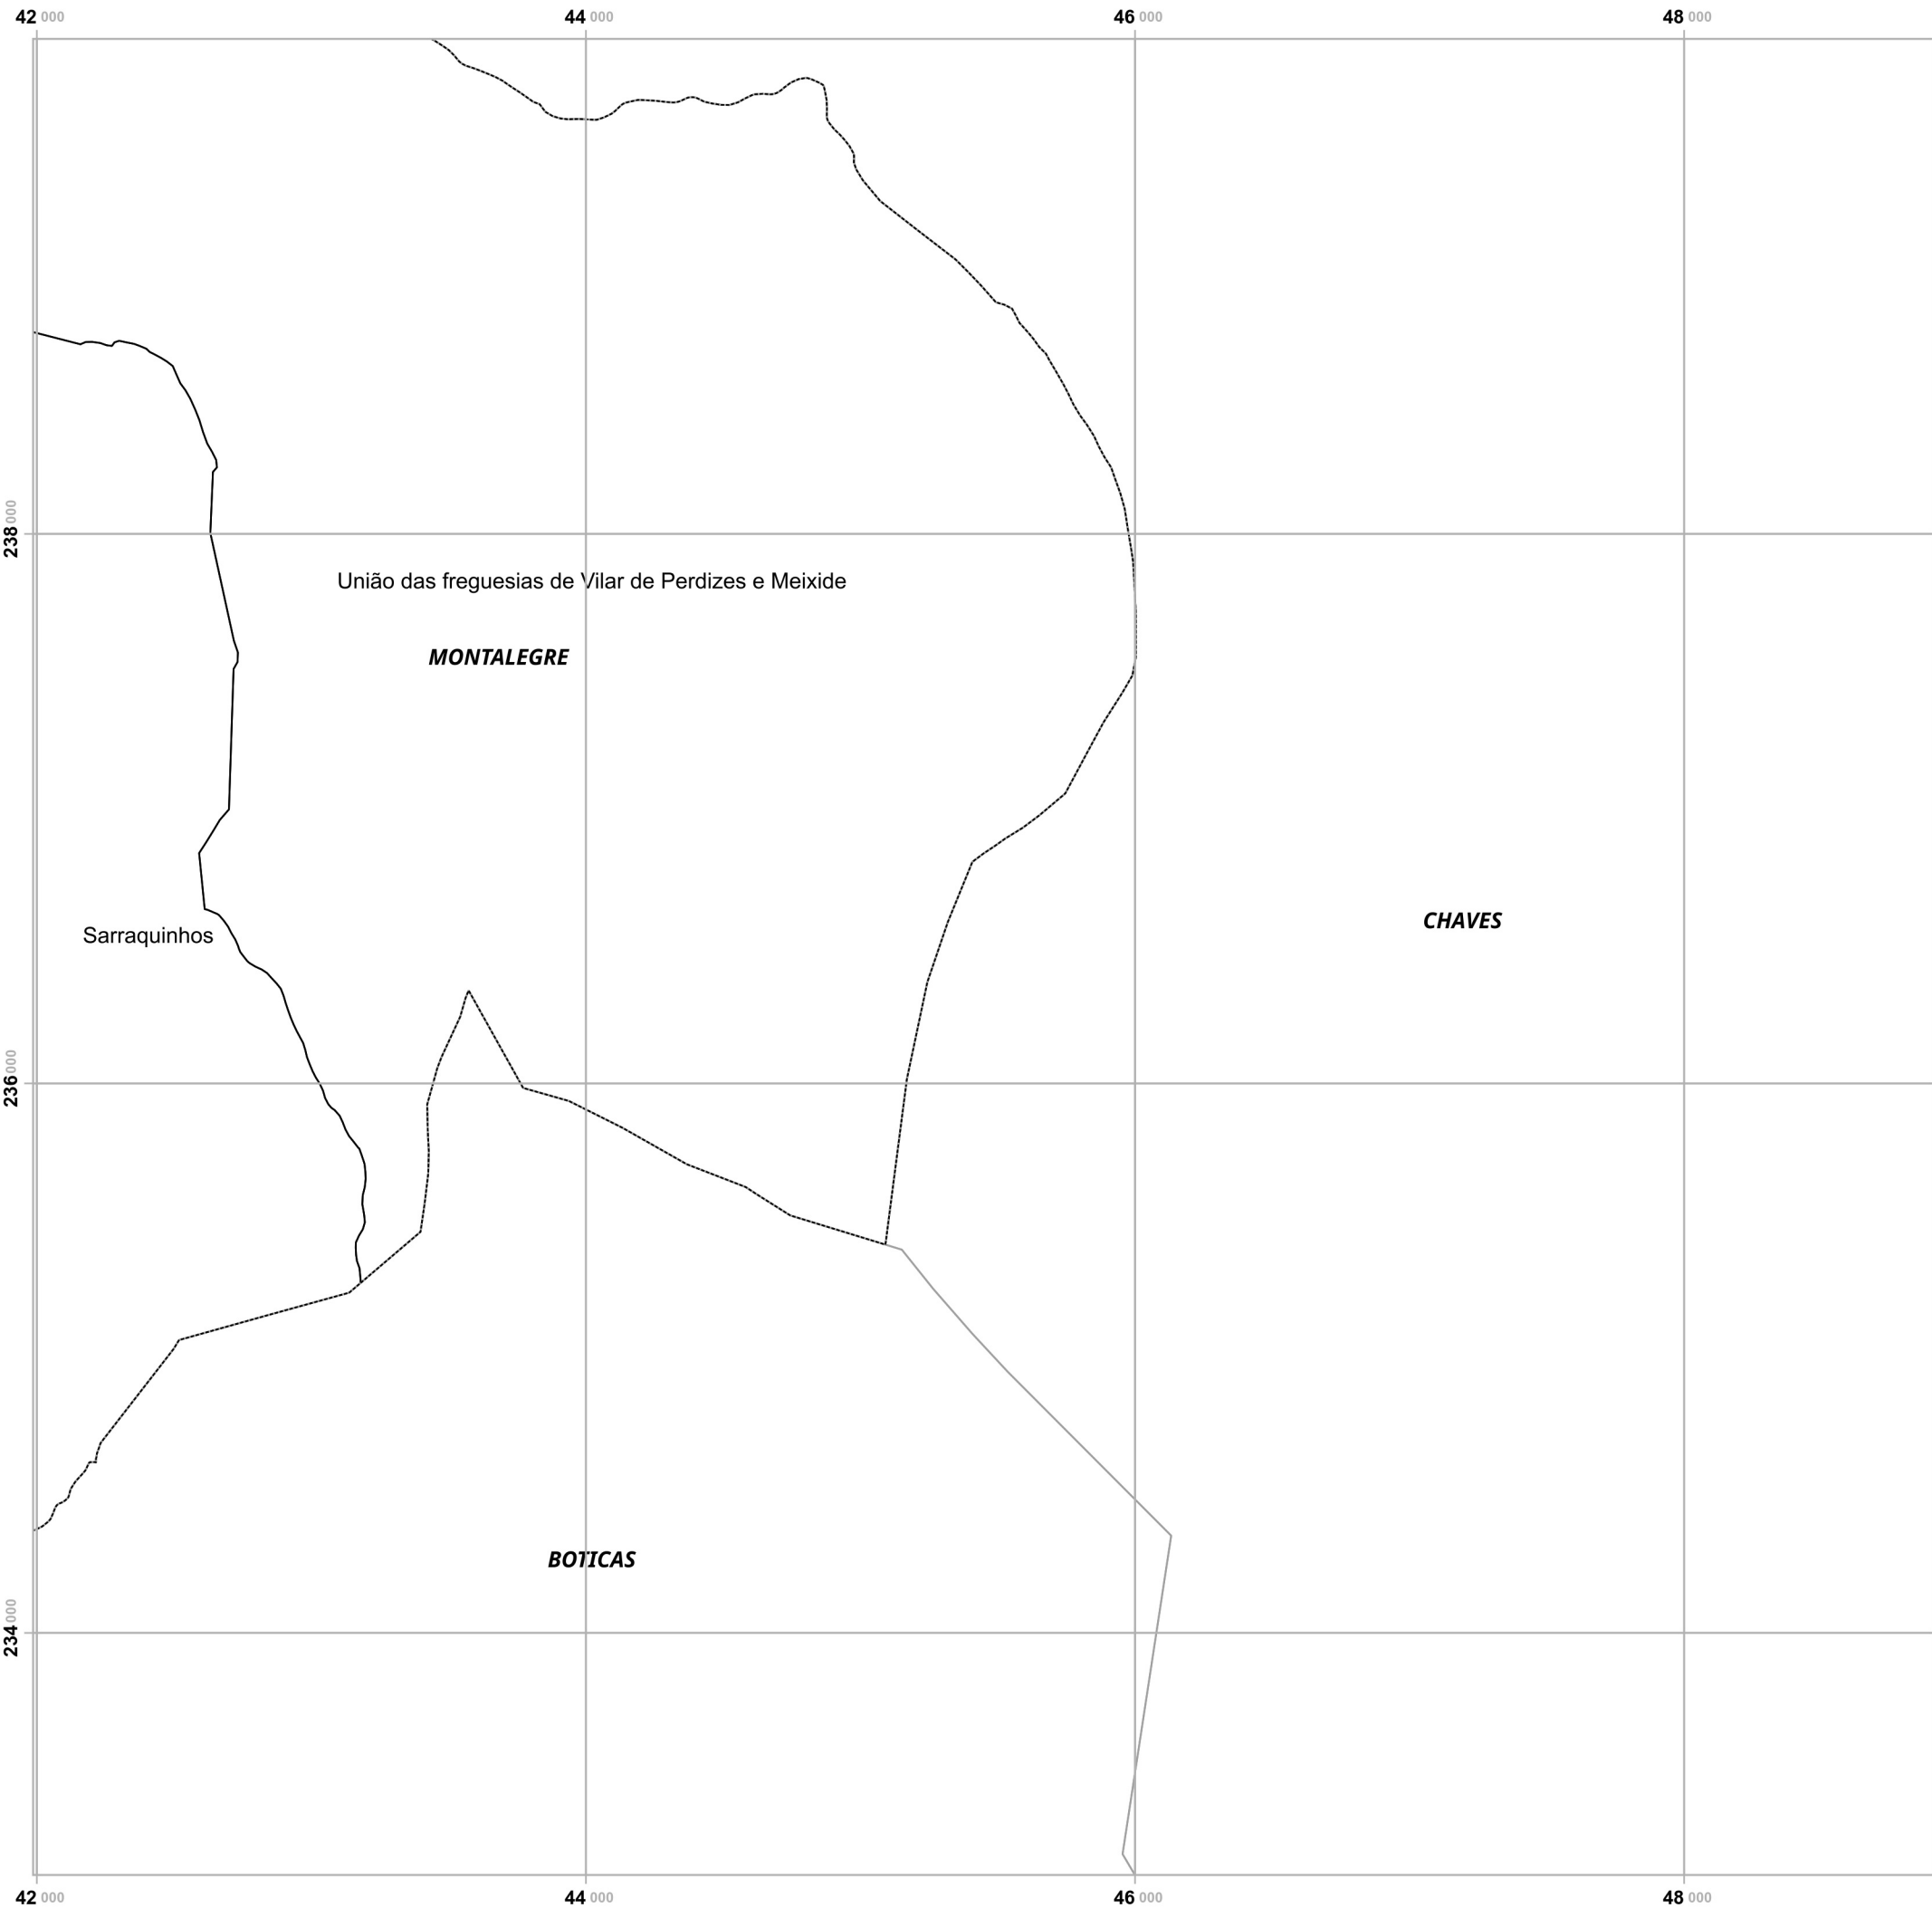 42 000 44 000 46 000 48 000
238 000
União das freguesias de Vilar de Perdizes e Meixide
MONTALEGRE
CHAVES
Sarraquinhos
236 000
BOTICAS
234 000
42 000 44 000 46 000 48 000